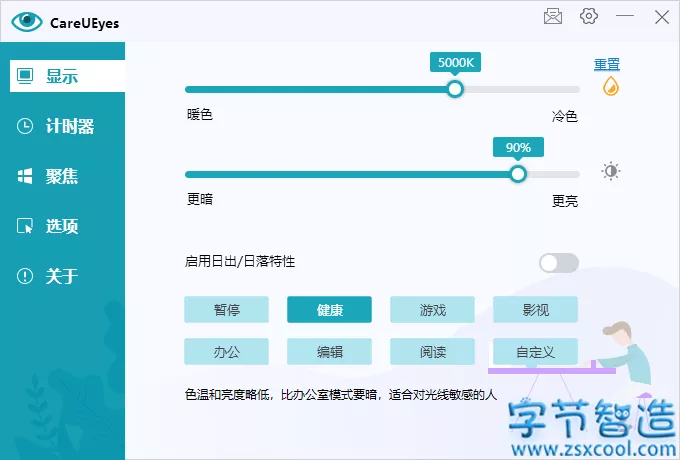 CareUEyes
显示
计时器
聚焦
选项
关于
5000K
重置
暖色
冷色
90%
更暗
更亮
启用日出/日落特性
暂停
健康
游戏
影视
办公
编辑
阅读
自定义
色温和亮度略低，比办公室模式要暗，适合对光线敏感的人
字节智造
www.zsxcool.com